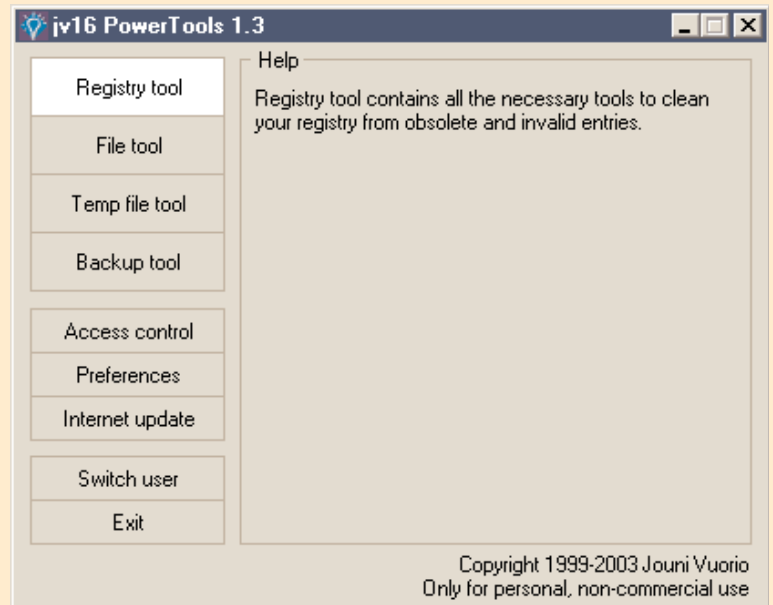 jv16 PowerTools 1.3
Registry tool
File tool
Temp file tool
Backup tool
Access control
Preferences
Internet update
Switch user
Exit
Help
Registry tool contains all the necessary tools to clean
your registry from obsolete and invalid entries.
Copyright 1999-2003 Jouni Vuorio
Only for personal, non-commercial use